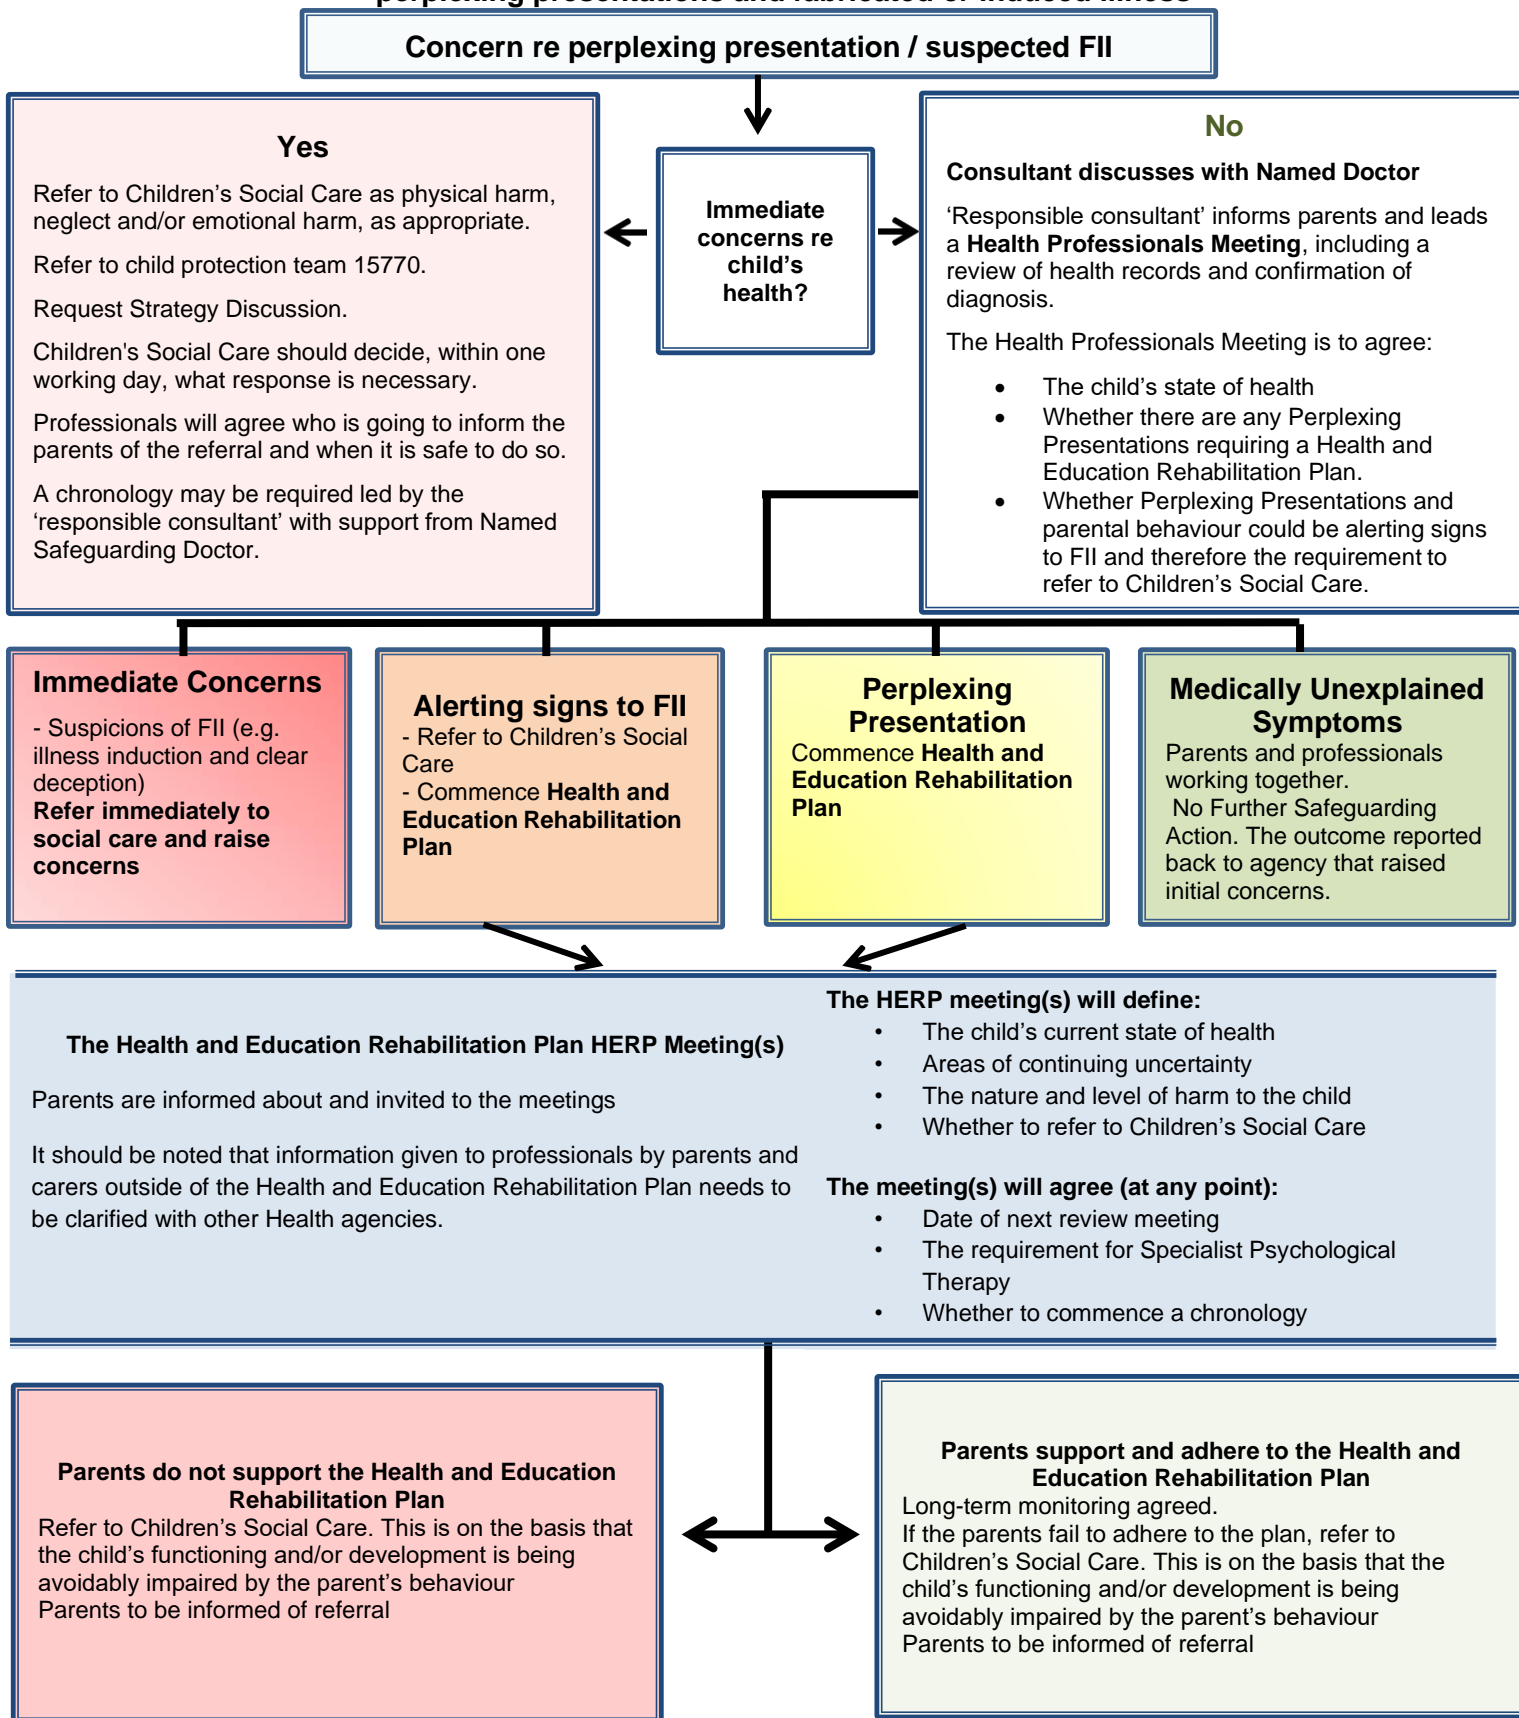 perplexing presentations and fabricated or induced illness
Concern re perplexing presentation / suspected FII
Yes
Refer to Children’s Social Care as physical harm,
neglect and/or emotional harm, as appropriate.
Refer to child protection team 15770.
Request Strategy Discussion.
Children's Social Care should decide, within one
working day, what response is necessary.
Professionals will agree who is going to inform the
parents of the referral and when it is safe to do so.
A chronology may be required led by the
‘responsible consultant’ with support from Named
Safeguarding Doctor.
Immediate
concerns re
child’s
health?
No
Consultant discusses with Named Doctor
‘Responsible consultant’ informs parents and leads
a Health Professionals Meeting, including a
review of health records and confirmation of
diagnosis.
The Health Professionals Meeting is to agree:
• The child’s state of health
• Whether there are any Perplexing
Presentations requiring a Health and
Education Rehabilitation Plan.
• Whether Perplexing Presentations and
parental behaviour could be alerting signs
to FII and therefore the requirement to
refer to Children’s Social Care.
Immediate Concerns
- Suspicions of FII (e.g.
illness induction and clear
deception)
Refer immediately to
social care and raise
concerns
Alerting signs to FII
- Refer to Children’s Social
Care
- Commence Health and
Education Rehabilitation
Plan
Perplexing
Presentation
Commence Health and
Education Rehabilitation
Plan
Medically Unexplained
Symptoms
Parents and professionals
working together.
No Further Safeguarding
Action. The outcome reported
back to agency that raised
initial concerns.
The Health and Education Rehabilitation Plan HERP Meeting(s)
Parents are informed about and invited to the meetings
It should be noted that information given to professionals by parents and
carers outside of the Health and Education Rehabilitation Plan needs to
be clarified with other Health agencies.
The HERP meeting(s) will define:
• The child’s current state of health
• Areas of continuing uncertainty
• The nature and level of harm to the child
• Whether to refer to Children’s Social Care
The meeting(s) will agree (at any point):
• Date of next review meeting
• The requirement for Specialist Psychological
Therapy
• Whether to commence a chronology
Parents do not support the Health and Education
Rehabilitation Plan
Refer to Children’s Social Care. This is on the basis that
the child’s functioning and/or development is being
avoidably impaired by the parent’s behaviour
Parents to be informed of referral
Parents support and adhere to the Health and
Education Rehabilitation Plan
Long-term monitoring agreed.
If the parents fail to adhere to the plan, refer to
Children’s Social Care. This is on the basis that the
child’s functioning and/or development is being
avoidably impaired by the parent’s behaviour
Parents to be informed of referral